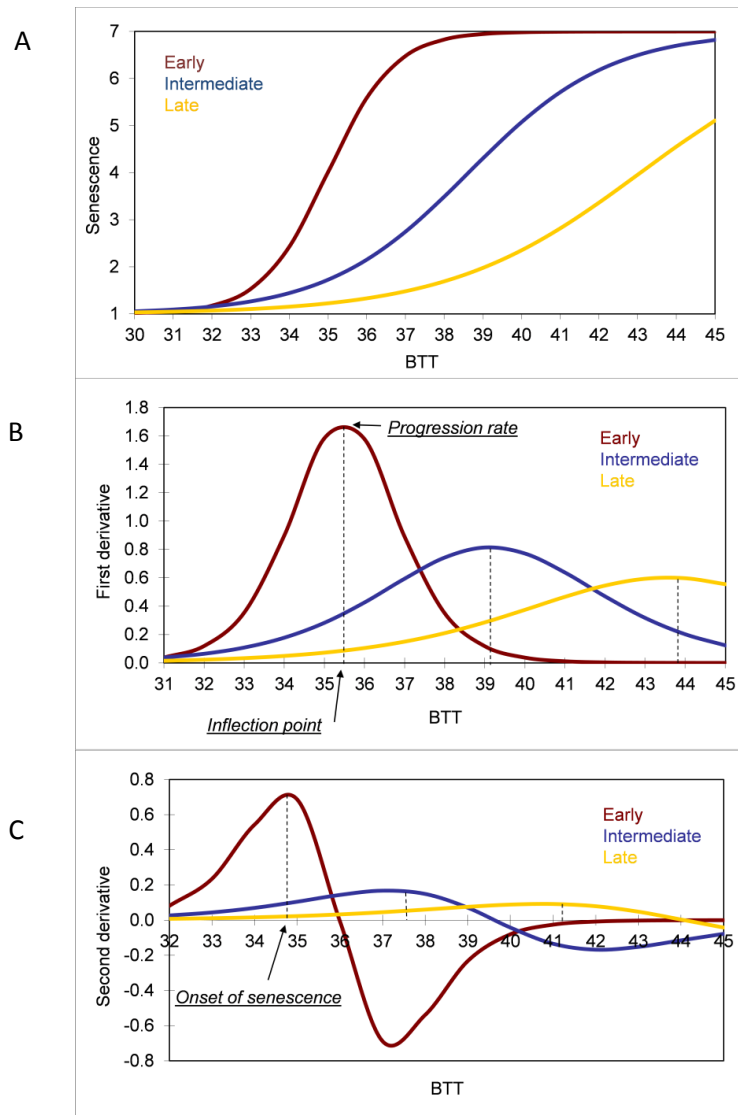 A
Senescence
7
6
5
4
3
2
1
Early
Intermediate
Late
30 31 32 33 34 35 36 37 38 39 40 41 42 43 44 45
BTT
B
First derivative
1.8
1.6
1.4
1.2
1.0
0.8
0.6
0.4
0.2
0.0
Progression rate
Early
Intermediate
Late
31 32 33 34 35 36 37 38 39 40 41 42 43 44 45
Inflection point
BTT
C
Second derivative
0.8
0.6
0.4
0.2
0.0
-0.2
-0.4
-0.6
-0.8
Early
Intermediate
Late
32 33 34 35 36 37 38 39 40 41 42 43 44 45
Onset of senescence
BTT